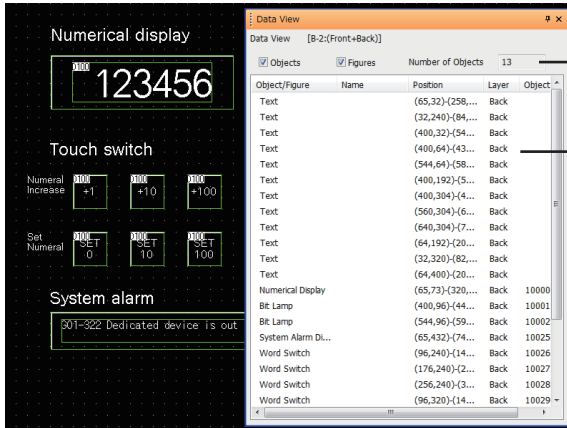 Numerical display
0100
123456
Touch switch
Numeral
Increase
0100
+1
0100
+10
0100
+100
Set
Numeral
0100
SET
0
0100
SET
10
0100
SET
100
System alarm
G01-322 Dedicated device is out
Data View
Data View [B-2:(Front+Back)]
Objects Figures Number of Objects 13
Object/Figure Name Position Layer Object
Text (65,32)-(258,... Back
Text (32,240)-(84,... Back
Text (400,32)-(54... Back
Text (400,64)-(43... Back
Text (544,64)-(58... Back
Text (400,192)-(5... Back
Text (400,304)-(4... Back
Text (560,304)-(6... Back
Text (640,304)-(7... Back
Text (64,192)-(20... Back
Text (32,320)-(82,... Back
Text (64,400)-(20... Back
Numerical Display (65,73)-(320,... Back 10000
Bit Lamp (400,96)-(44... Back 10001
Bit Lamp (544,96)-(59... Back 10002
System Alarm Di... (65,432)-(74... Back 10025
Word Switch (96,240)-(14... Back 10026
Word Switch (176,240)-(2... Back 10027
Word Switch (256,240)-(3... Back 10028
Word Switch (96,320)-(14... Back 10029